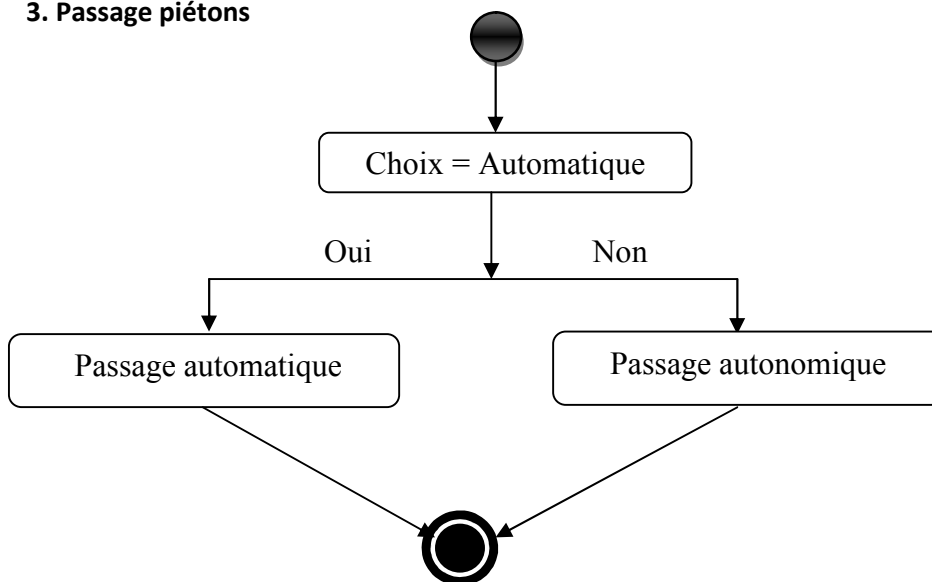 3. Passage piétons
Choix = Automatique
Oui
Non
Passage automatique
Passage autonomique